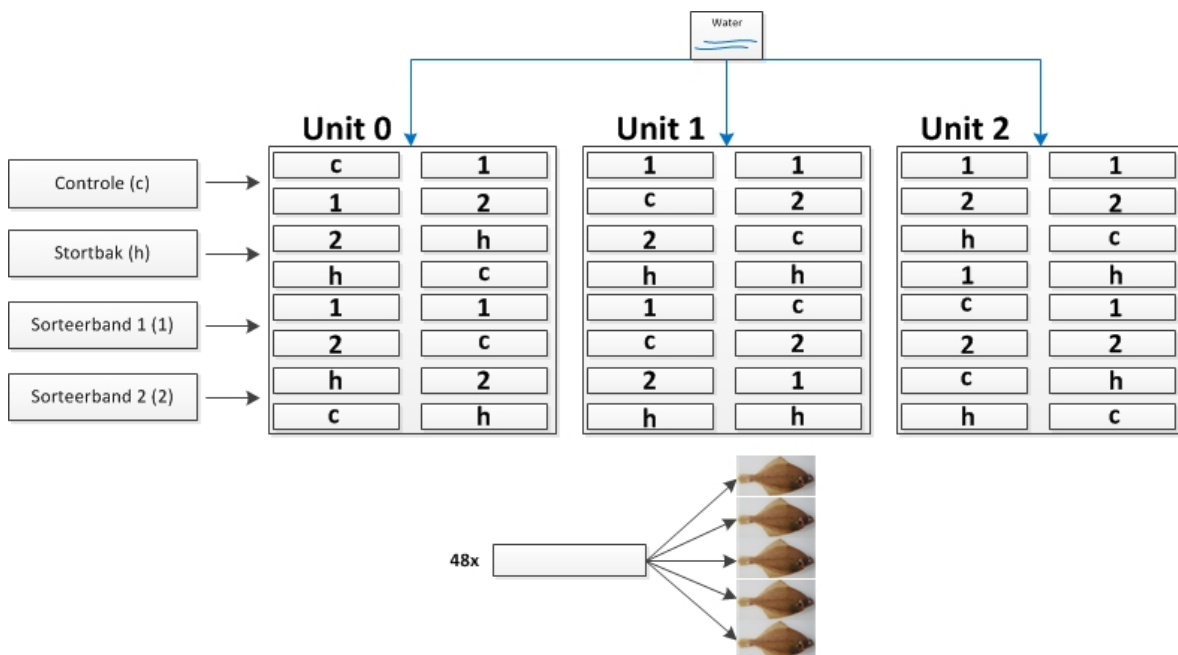 Water
Unit 0 Unit 1 Unit 2
Controle (c)
Stortbak (h)
Sorteerband 1 (1)
Sorteerband 2 (2)
c 1 1 1 1 1
1 2 c 2 2 2
2 h 2 c h c
h c h h 1 h
1 1 1 c c 1
2 c c 2 2 2
h 2 2 1 c h
c h h h h c
48x